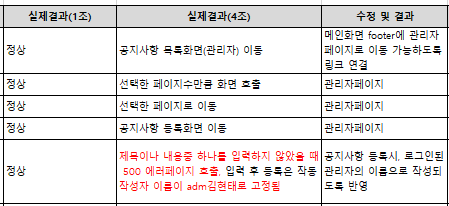 실제결과(1조) 실제결과(4조) 수정 및 결과
정상 공지사항 목록화면(관리자) 이동 메인화면 footer에 관리자
페이지로 이동 가능하도록
링크 연결
정상 선택한 페이지수만큼 화면 호출 관리자페이지
정상 선택한 페이지로 이동 관리자페이지
정상 공지사항 등록화면 이동 관리자페이지
정상 제목이나 내용중 하나를 입력하지 않았을 때
500 에러페이지 호출, 입력 후 등록은 작동
작성자 이름이 adm김현태로 고정됨
공지사항 등록시, 로그인된
관리자의 이름으로 작성되
도록 반영